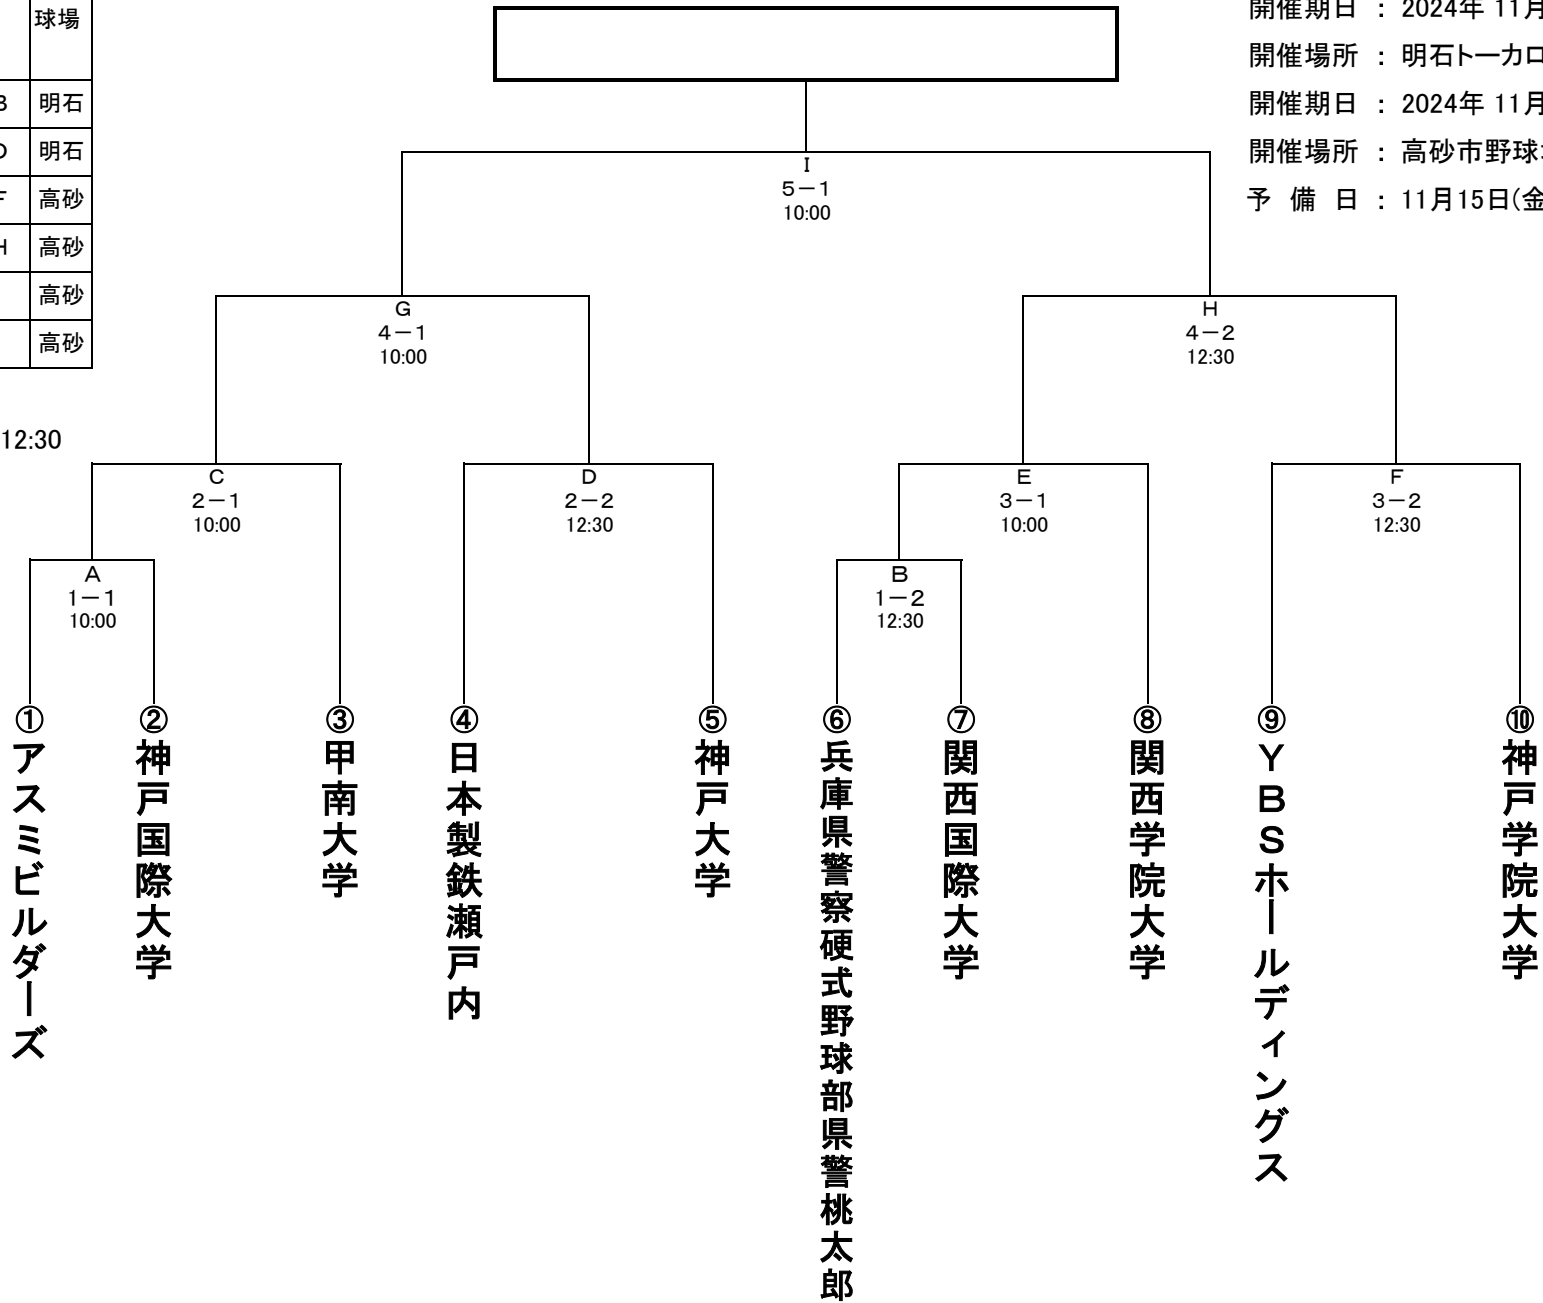 球場
B 明石
D 明石
F 高砂
H 高砂
高砂
高砂
12:30
開催期日 : 2024年 11月
開催場所 : 明石トーカロ
開催期日 : 2024年 11月
開催場所 : 高砂市野球
予 備 日 : 11月15日(金
I
5-1
10:00
G
4-1
10:00
H
4-2
12:30
C
2-1
10:00
D
2-2
12:30
E
3-1
10:00
F
3-2
12:30
A
1-1
10:00
B
1-2
12:30
①アスミビルダーズ
②神戸国際大学
③甲南大学
④日本製鉄瀬戸内
⑤神戸大学
⑥兵庫県警察硬式野球部県警桃太郎
⑦関西国際大学
⑧関西学院大学
⑨YBSホールディングス
⑩神戸学院大学